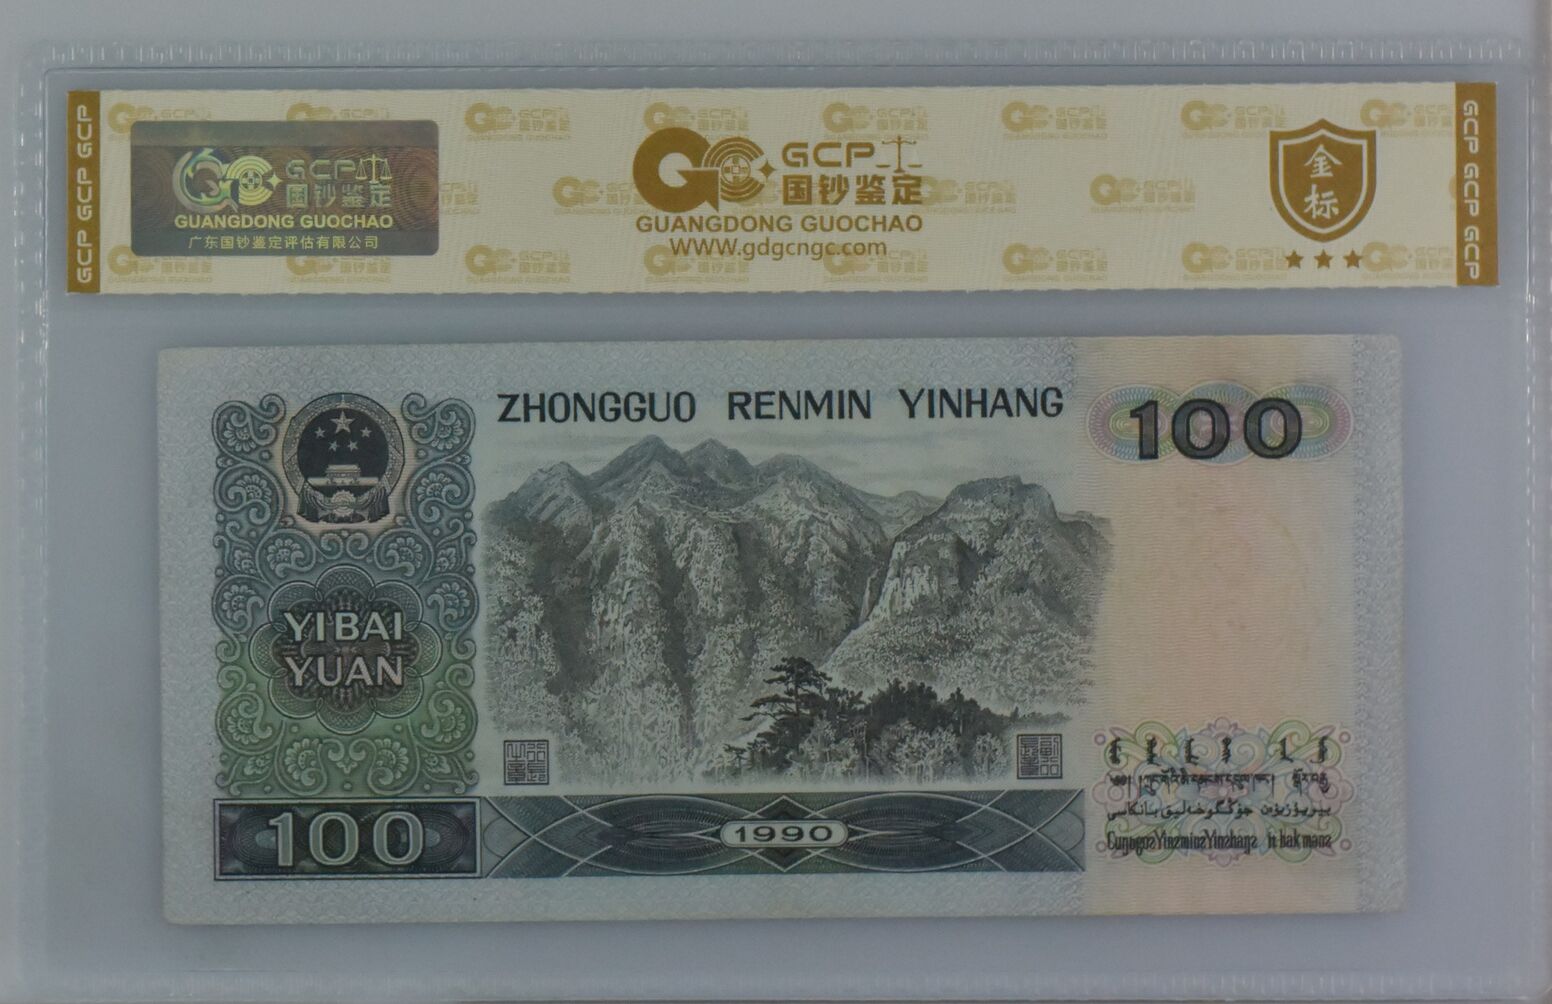 GCP GCP GCP
GCP
国钞鉴定
GUANGDONG GUOCHAO
广东国钞鉴定评估有限公司
GCP
国钞鉴定
GUANGDONG GUOCHAO
WWW.gdgcngc.com
金标
GCP GCP GCP
ZHONGGUO RENMIN YINHANG
100
YIBAI
YUAN
100
1990